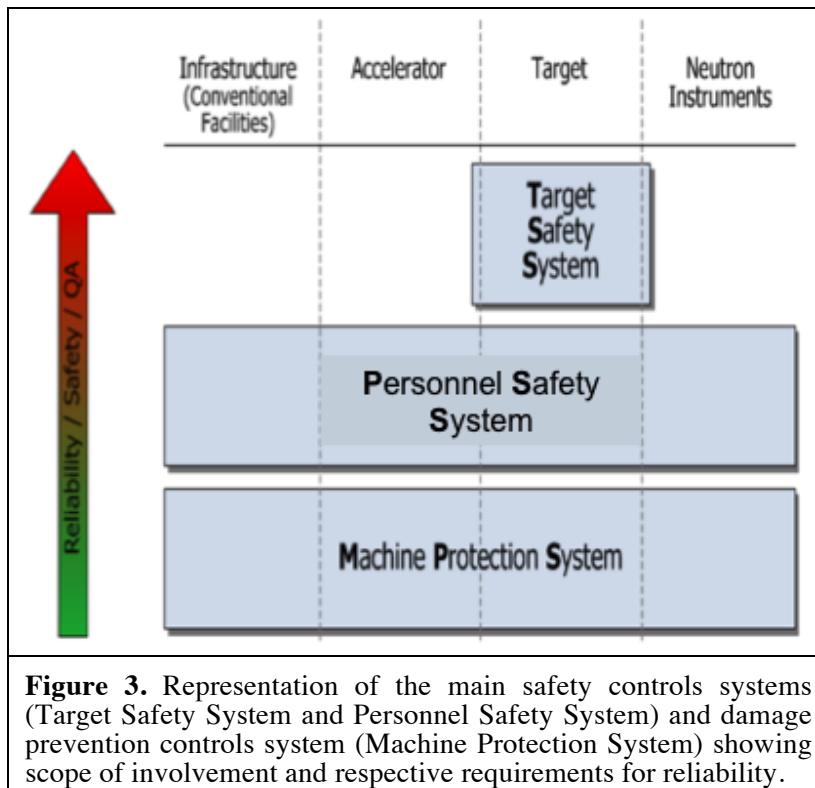 Infrastructure
(Conventional
Facilities)
Accelerator
Target
Neutron
Instruments
Reliability / Safety / QA
Target
Safety
System
Personnel Safety
System
Machine Protection System
Figure 3. Representation of the main safety controls systems
(Target Safety System and Personnel Safety System) and damage
prevention controls system (Machine Protection System) showing
scope of involvement and respective requirements for reliability.